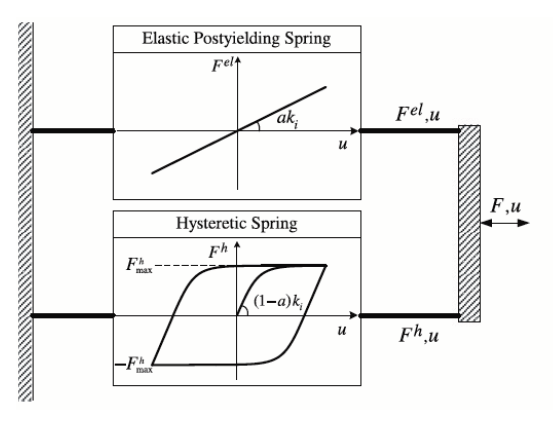 Elastic Postyielding Spring
F^el
ak_i
u
F^el,u
F,u
Hysteretic Spring
F^h
F^h_max
(1−a)k_i
u
−F^h_max
F^h,u